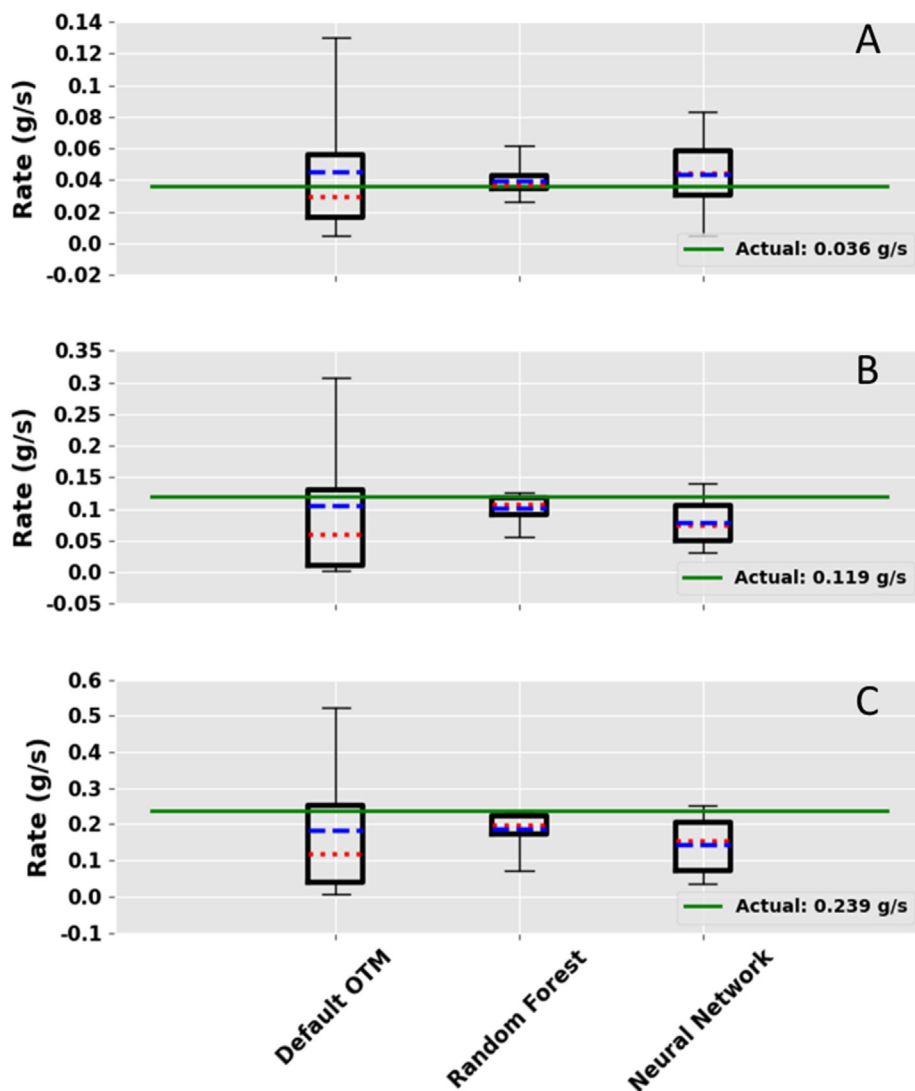 A
0.14
0.12
0.1
0.08
0.06
0.04
0.02
0.0
-0.02
Rate (g/s)
Actual: 0.036 g/s
B
0.35
0.3
0.25
0.2
0.15
0.1
0.05
0.0
-0.05
Rate (g/s)
Actual: 0.119 g/s
C
0.6
0.5
0.4
0.3
0.2
0.1
0.0
-0.1
Rate (g/s)
Actual: 0.239 g/s
Default OTM
Random Forest
Neural Network